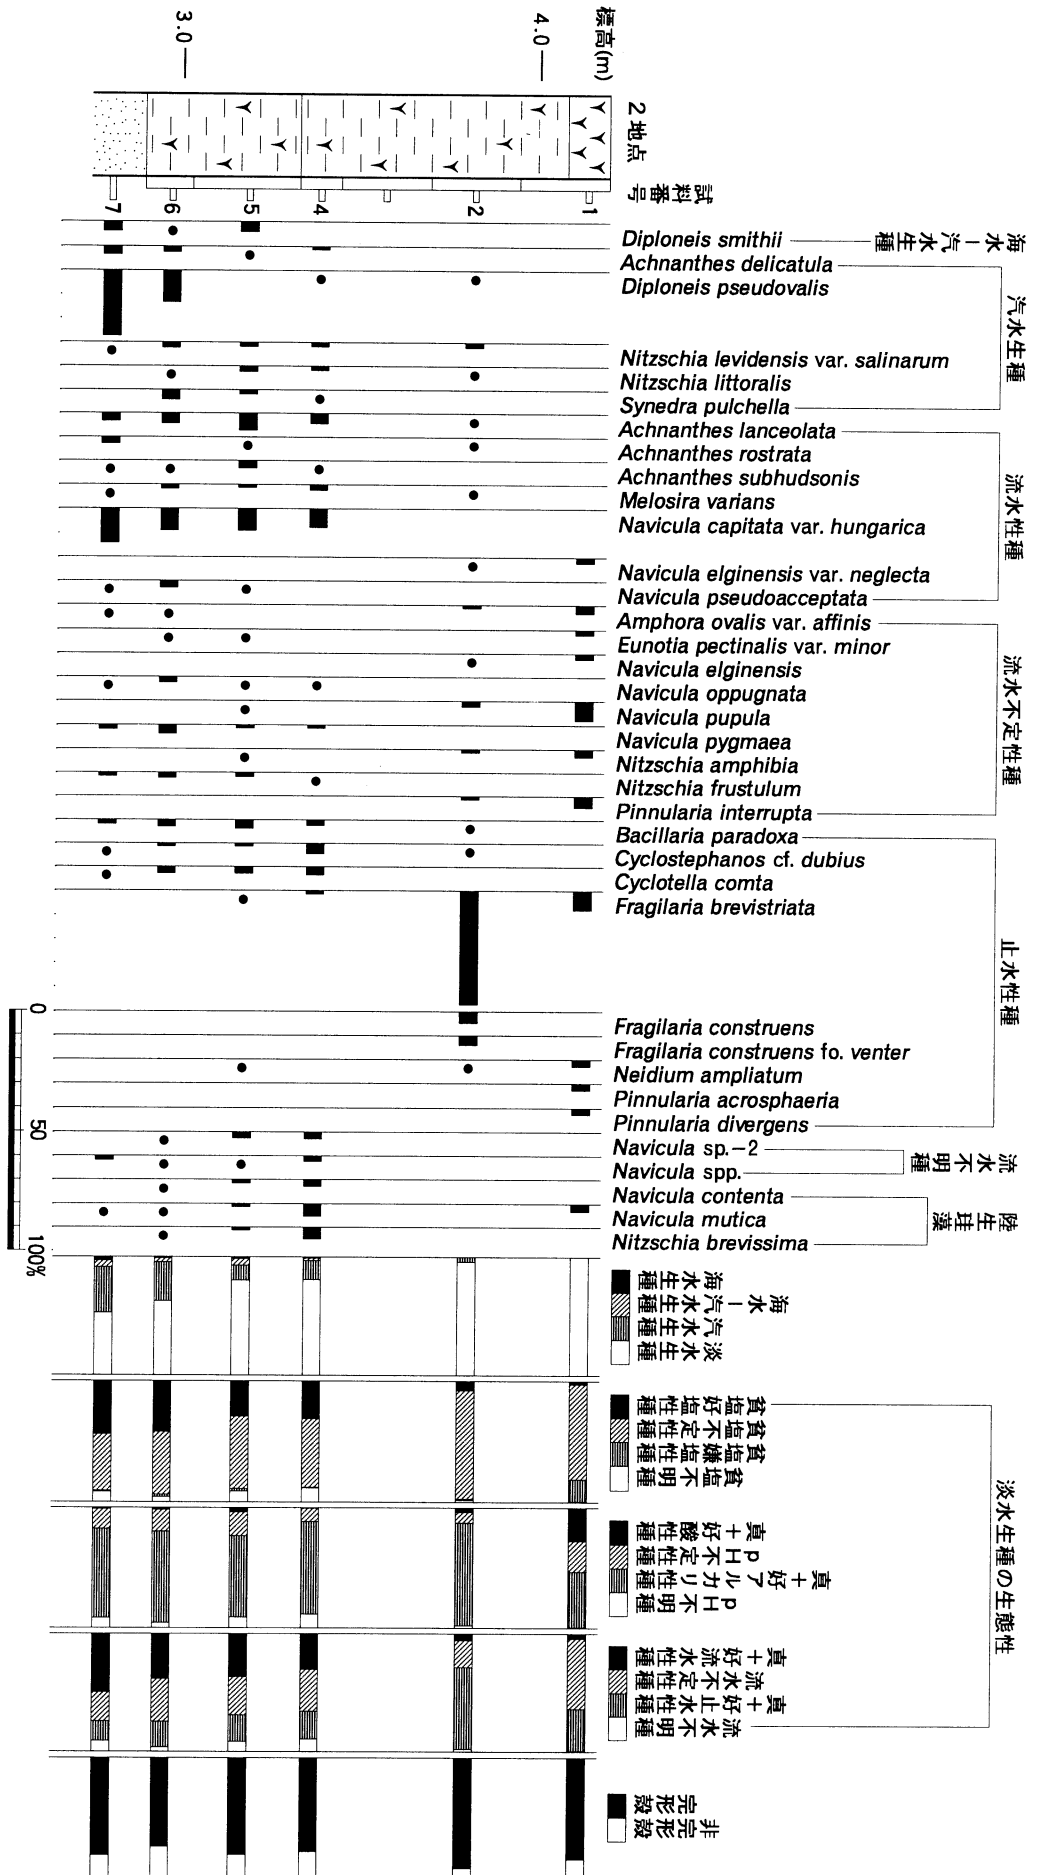 標高(m)
4.0
3.0
2地点
試料番号
1
2
4
5
6
7
海水－汽水生種
Diploneis smithii
汽水生種
Achnanthes delicatula
Diploneis pseudovalis
Nitzschia levidensis var. salinarum
Nitzschia littoralis
Synedra pulchella
流水性種
Achnanthes lanceolata
Achnanthes rostrata
Achnanthes subhudsonis
Melosira varians
Navicula capitata var. hungarica
Navicula elginensis var. neglecta
Navicula pseudoacceptata
流水不定性種
Amphora ovalis var. affinis
Eunotia pectinalis var. minor
Navicula elginensis
Navicula oppugnata
Navicula pupula
Navicula pygmaea
Nitzschia amphibia
Nitzschia frustulum
Pinnularia interrupta
止水性種
Bacillaria paradoxa
Cyclostephanos cf. dubius
Cyclotella comta
Fragilaria brevistriata
Fragilaria construens
Fragilaria construens fo. venter
Neidium ampliatum
Pinnularia acrosphaeria
Pinnularia divergens
流水不明種
Navicula sp.−2
Navicula spp.
陸生珪藻
Navicula contenta
Navicula mutica
Nitzschia brevissima
0
50
100%
海水生種
海水－汽水生種
汽水生種
淡水生種
淡水生種の生態性
貧塩好塩性種
貧塩不定性種
貧塩嫌塩性種
貧塩不明種
真+好酸性種
pH不定性種
真+好アルカリ性種
pH不明種
真+好流水性種
流水不定性種
真+好止水性種
流水不明種
完形殻
非完形殻